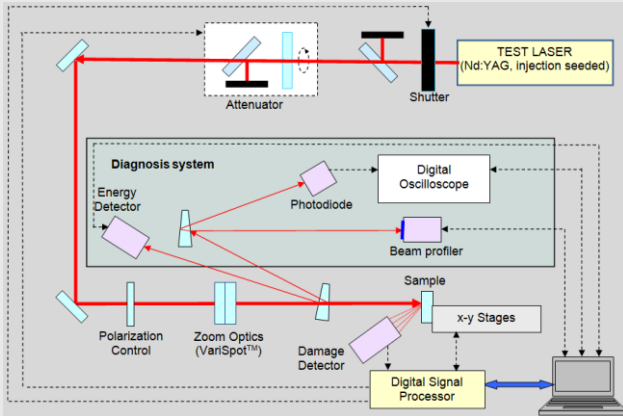 TEST LASER
(Nd:YAG, injection seeded)
Shutter
Attenuator
Diagnosis system
Energy
Detector
Photodiode
Digital
Oscilloscope
Beam profiler
Sample
x-y Stages
Polarization
Control
Zoom Optics
(VariSpot™)
Damage
Detector
Digital Signal
Processor